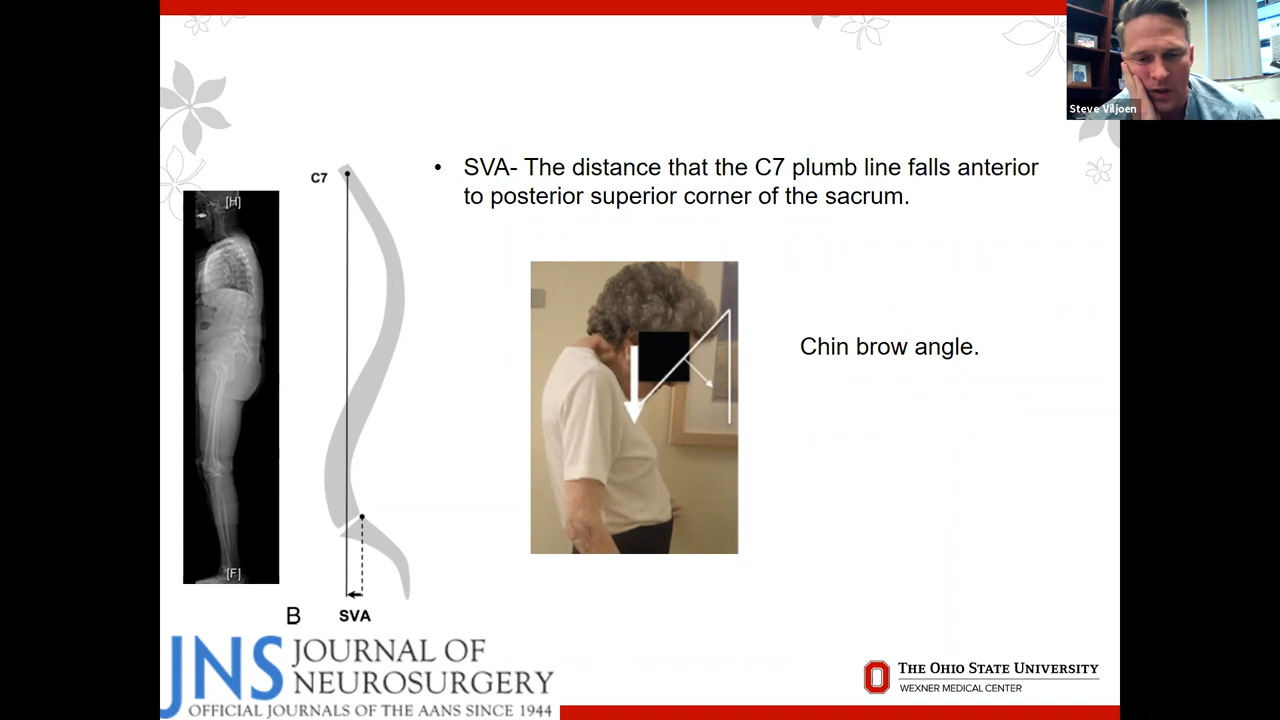 Steve Viljoen
• SVA- The distance that the C7 plumb line falls anterior
to posterior superior corner of the sacrum.
C7
[H]
Chin brow angle.
[F]
B
SVA
JNS
JOURNAL OF
NEUROSURGERY
OFFICIAL JOURNALS OF THE AANS SINCE 1944
THE OHIO STATE UNIVERSITY
WEXNER MEDICAL CENTER